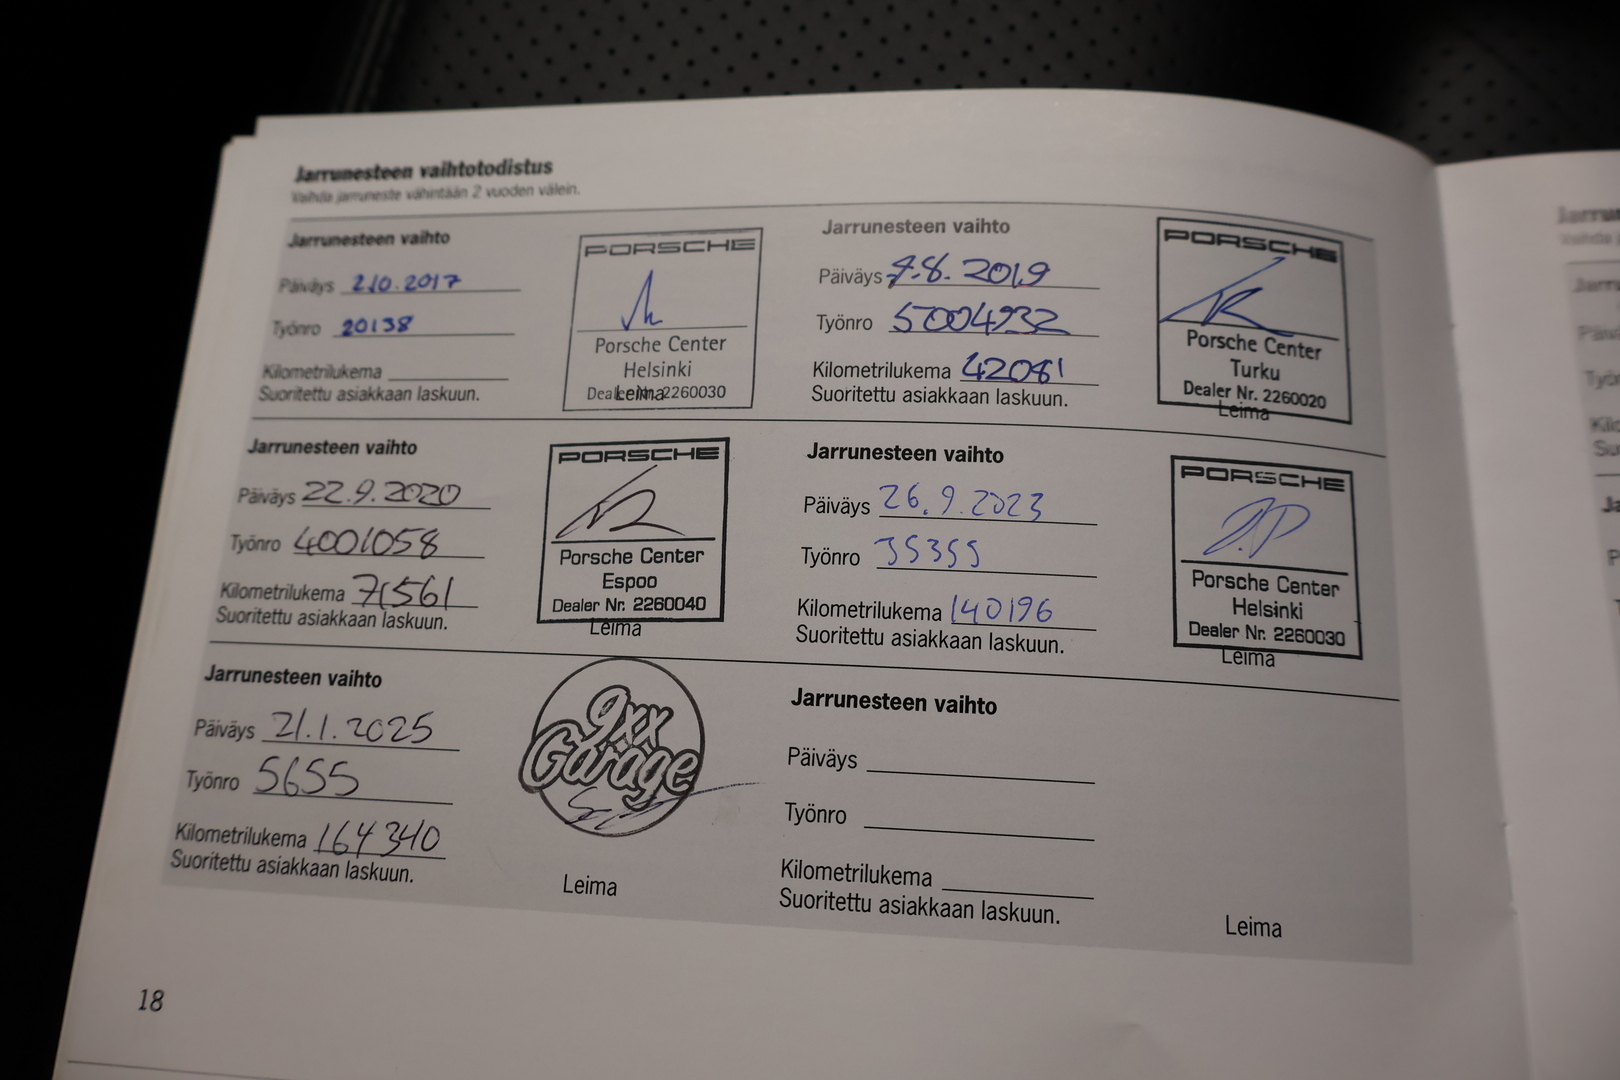 Jarrunesteen vaihtotodistus
Vaihda jarruneste vähintään 2 vuoden välein.
Jarrunesteen vaihto
Päiväys 2.10.2017
Työnro 20138
Kilometrilukema
Suoritettu asiakkaan laskuun.
PORSCHE
Porsche Center
Helsinki
Dealer Nr. 2260030
Leima
Jarrunesteen vaihto
Päiväys 7.8.2019
Työnro 5004232
Kilometrilukema 42081
Suoritettu asiakkaan laskuun.
PORSCHE
Porsche Center
Turku
Dealer Nr. 2260020
Leima
Jarrunesteen vaihto
Päiväys 22.9.2020
Työnro 4001058
Kilometrilukema 71561
Suoritettu asiakkaan laskuun.
PORSCHE
Porsche Center
Espoo
Dealer Nr. 2260040
Leima
Jarrunesteen vaihto
Päiväys 26.9.2023
Työnro 35355
Kilometrilukema 140196
Suoritettu asiakkaan laskuun.
PORSCHE
Porsche Center
Helsinki
Dealer Nr. 2260030
Leima
Jarrunesteen vaihto
Päiväys 21.1.2025
Työnro 5655
Kilometrilukema 164340
Suoritettu asiakkaan laskuun.
9xx
Garage
Leima
Jarrunesteen vaihto
Päiväys
Työnro
Kilometrilukema
Suoritettu asiakkaan laskuun.
Leima
18